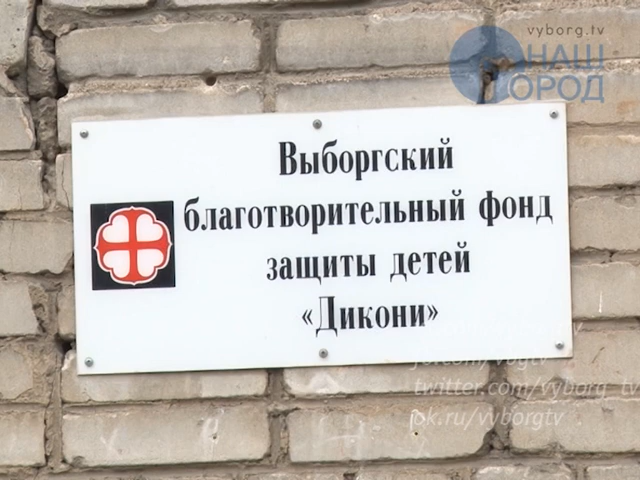 vyborg.tv
НАШ
ГОРОД
Выборгский
благотворительный фонд
защиты детей
«Дикони»
twitter.com/vyborg_tv
ok.ru/vyborgtv